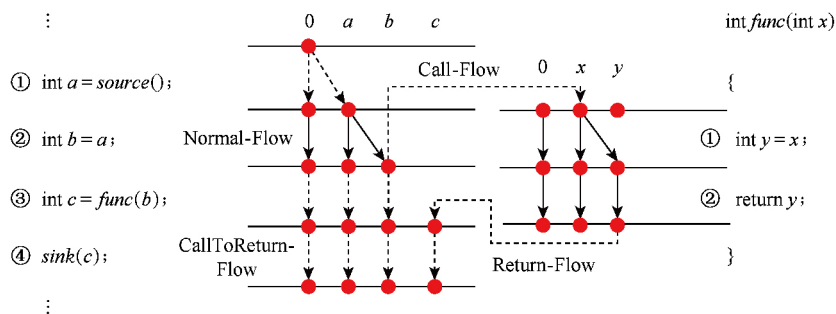 ⋮
① int a = source();
② int b = a;
③ int c = func(b);
④ sink(c);
⋮
0 a b c
Normal-Flow
CallToReturn-
Flow
Call-Flow
Return-Flow
0 x y
int func(int x)
{
① int y = x;
② return y;
}